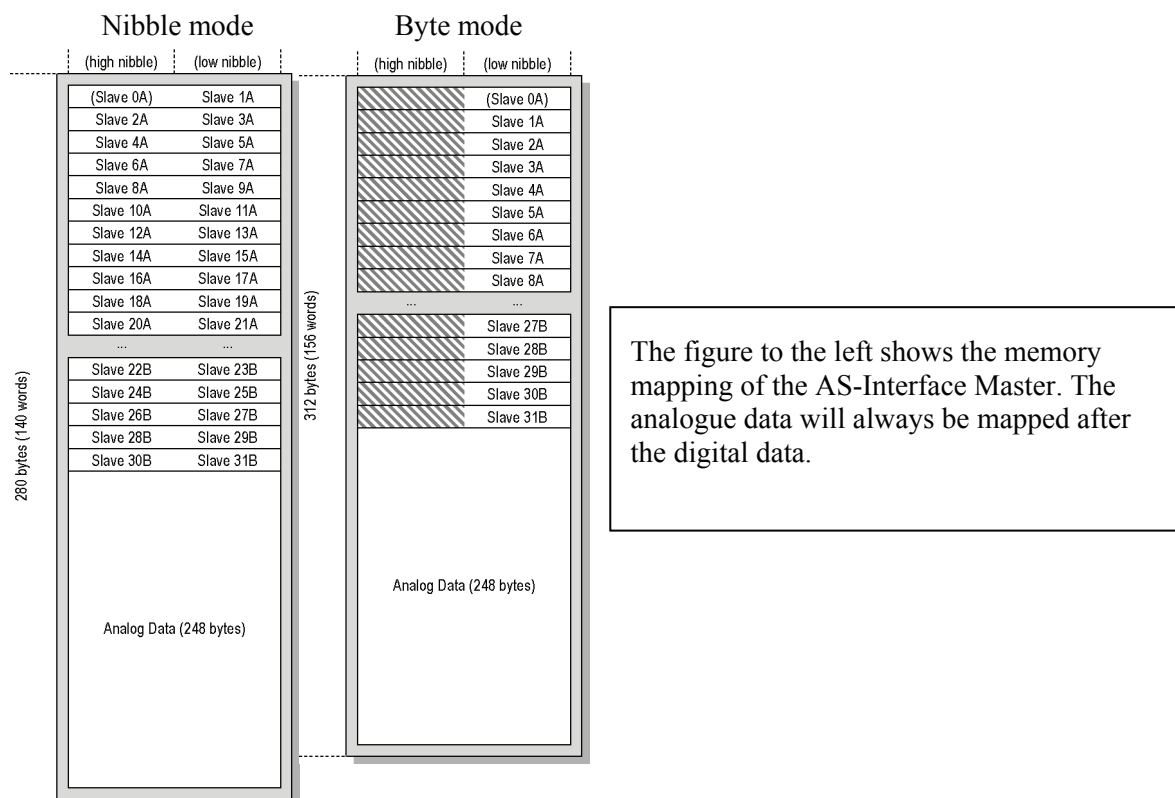 Nibble mode
(high nibble) (low nibble)
(Slave 0A) Slave 1A
Slave 2A Slave 3A
Slave 4A Slave 5A
Slave 6A Slave 7A
Slave 8A Slave 9A
Slave 10A Slave 11A
Slave 12A Slave 13A
Slave 14A Slave 15A
Slave 16A Slave 17A
Slave 18A Slave 19A
Slave 20A Slave 21A
... ...
Slave 22B Slave 23B
Slave 24B Slave 25B
Slave 26B Slave 27B
Slave 28B Slave 29B
Slave 30B Slave 31B
Analog Data (248 bytes)
280 bytes (140 words)
Byte mode
(high nibble) (low nibble)
(Slave 0A)
Slave 1A
Slave 2A
Slave 3A
Slave 4A
Slave 5A
Slave 6A
Slave 7A
Slave 8A
... ...
Slave 27B
Slave 28B
Slave 29B
Slave 30B
Slave 31B
Analog Data (248 bytes)
312 bytes (156 words)
The figure to the left shows the memory
mapping of the AS-Interface Master. The
analogue data will always be mapped after
the digital data.